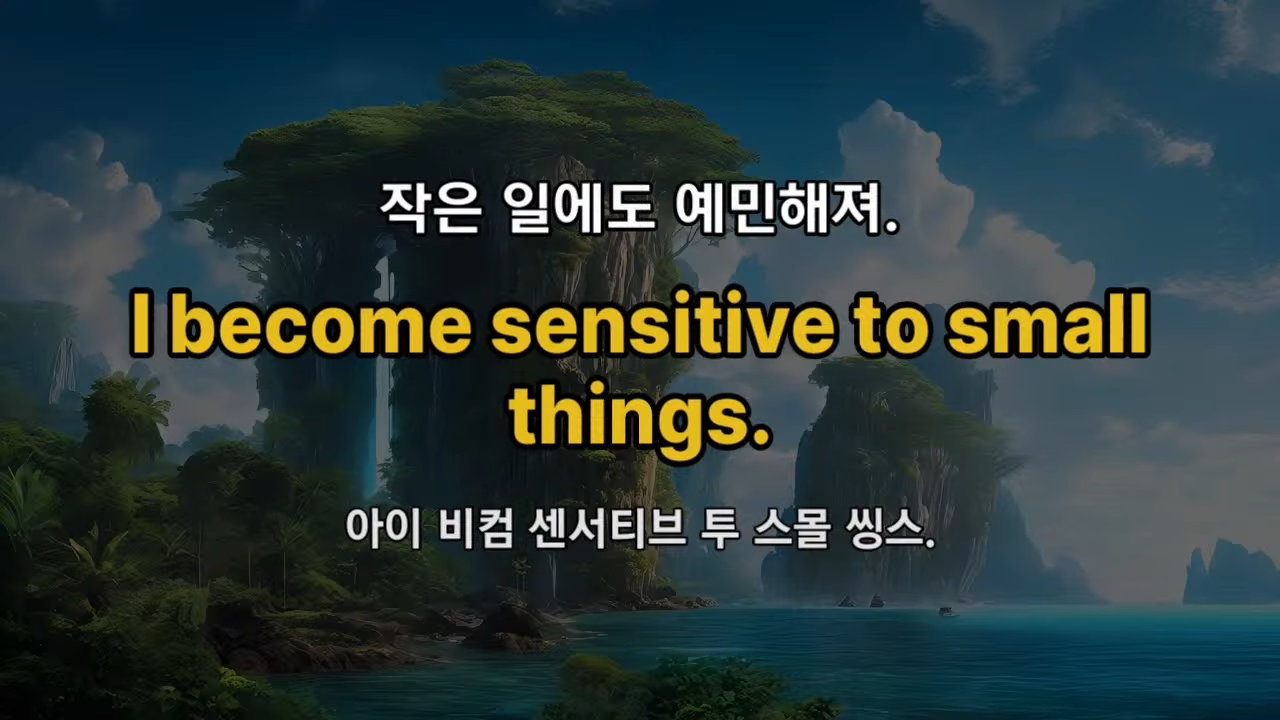 작은 일에도 예민해져.
I become sensitive to small
things.
아이 비컴 센서티브 투 스몰 씽스.